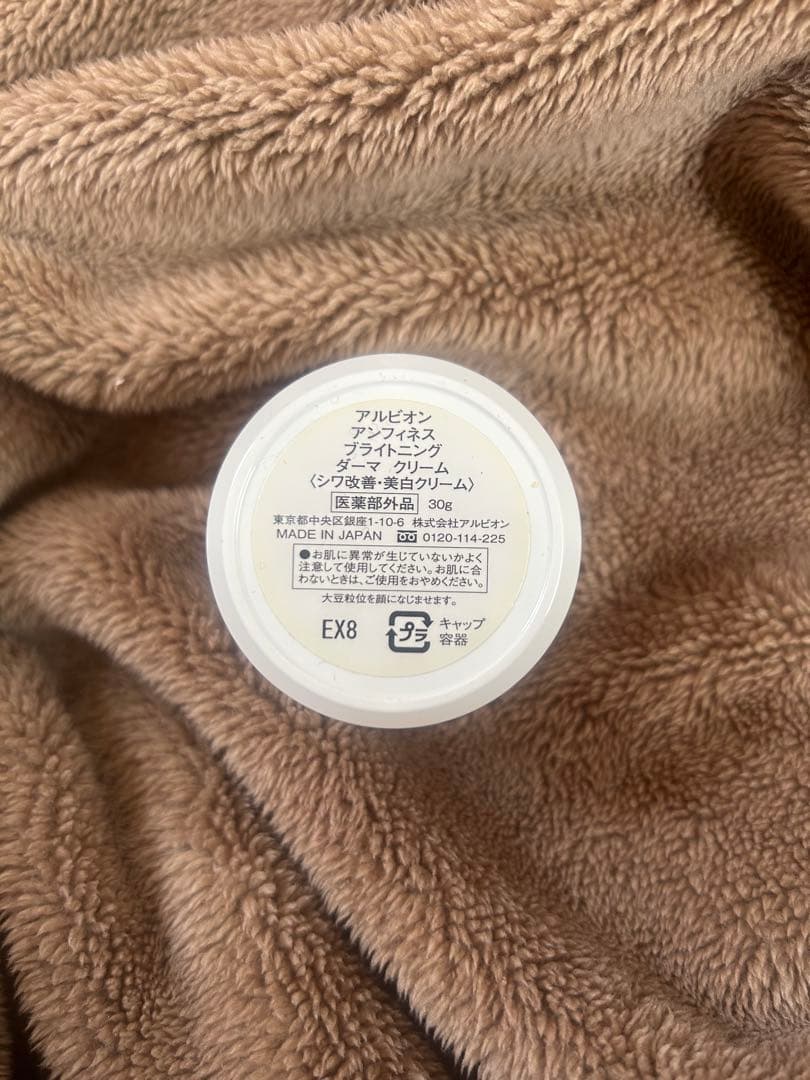 アルビオン
アンフィネス
ブライトニング
ダーマ クリーム
〈シワ改善・美白クリーム〉
医薬部外品 30g
東京都中央区銀座1-10-6 株式会社アルビオン
MADE IN JAPAN 0120-114-225
●お肌に異常が生じていないかよく
注意して使用してください。お肌に合
わないときは、ご使用をおやめください。
大豆粒位を顔になじませます。
EX8 プラ キャップ
容器